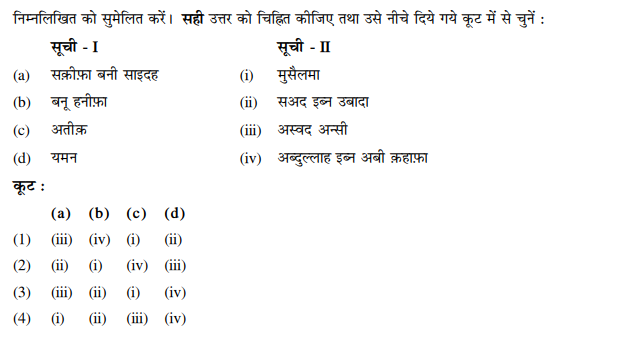 निम्नलिखित को सुमेलित करें। सही उत्तर को चिह्नित कीजिए तथा उसे नीचे दिये गये कूट में से चुनें :
सूची - I सूची - II
(a) सक़ीफ़ा बनी साइदह (i) मुसैलमा
(b) बनू हनीफ़ा (ii) सअद इब्न उबादा
(c) अतीक़ (iii) अस्वद अन्सी
(d) यमन (iv) अब्दुल्लाह इब्न अबी क़हाफ़ा
कूट :
(a) (b) (c) (d)
(1) (iii) (iv) (i) (ii)
(2) (ii) (i) (iv) (iii)
(3) (iii) (ii) (i) (iv)
(4) (i) (ii) (iii) (iv)